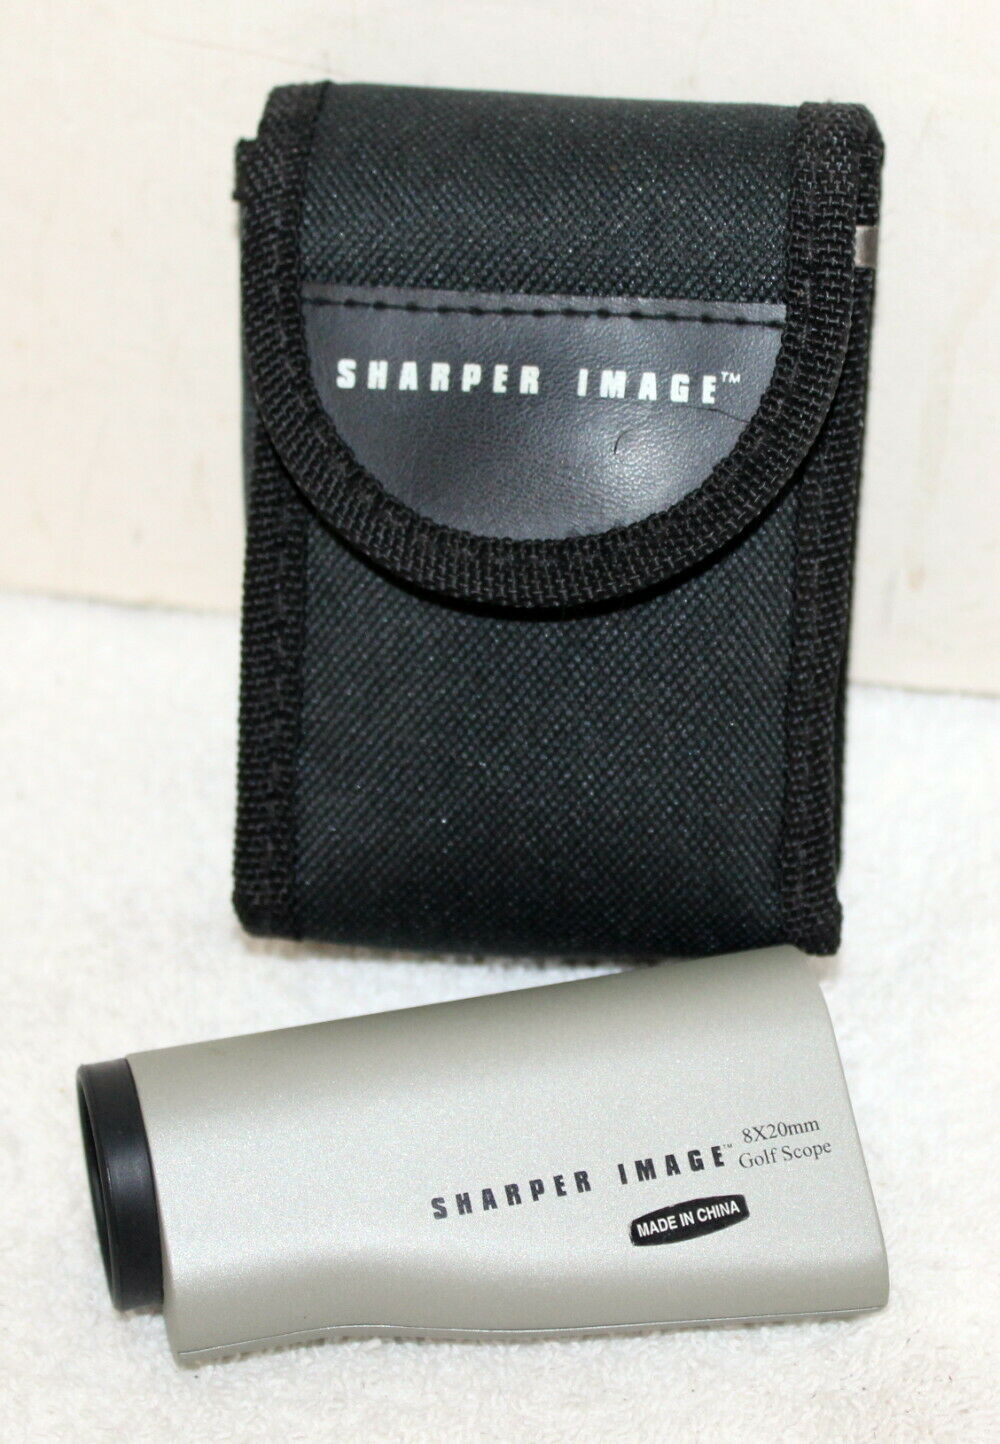 SHARPER IMAGE™
8X20mm
SHARPER IMAGE™ Golf Scope
MADE IN CHINA